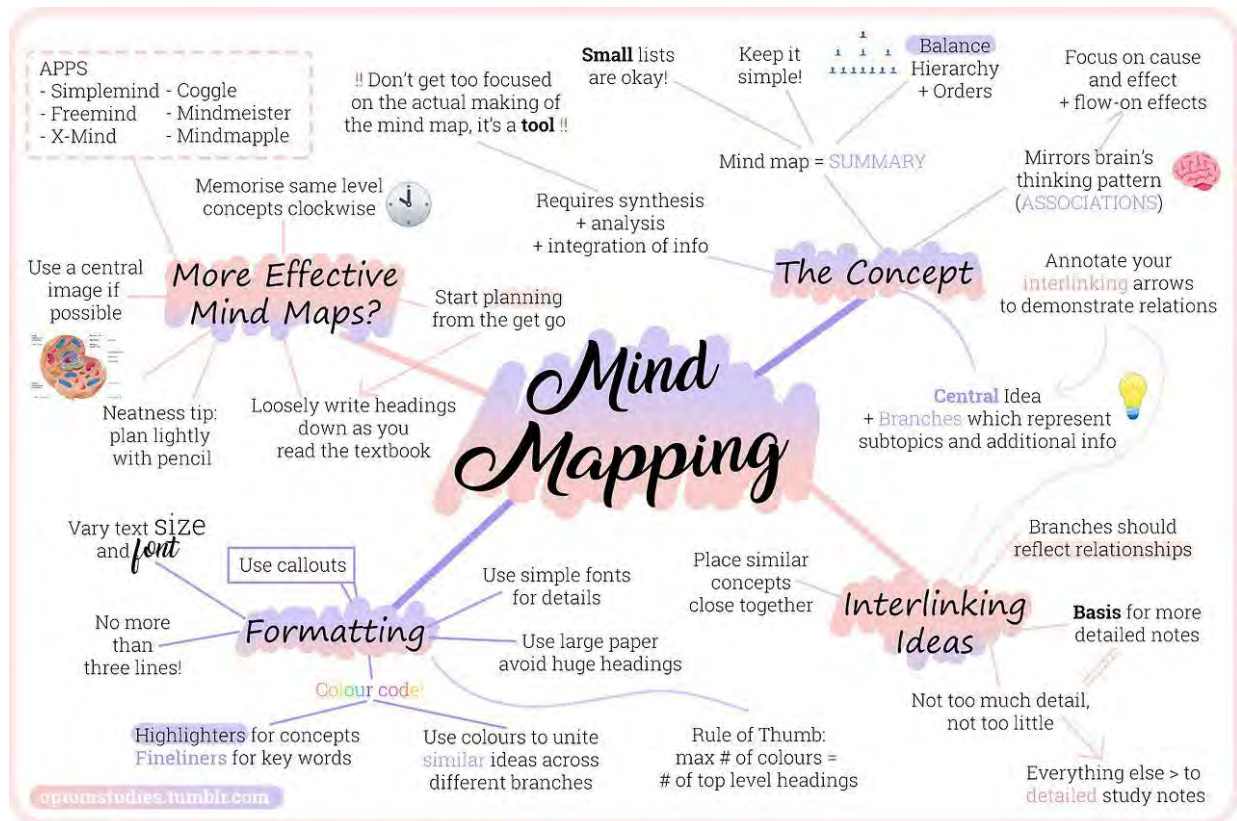 APPS
- Simplemind - Coggle
- Freemind - Mindmeister
- X-Mind - Mindmapple
!! Don't get too focused
on the actual making of
the mind map, it's a tool !!
Small lists
are okay!
Keep it
simple!
Balance
Hierarchy
+ Orders
Focus on cause
and effect
+ flow-on effects
Mind map = SUMMARY
Mirrors brain's
thinking pattern
(ASSOCIATIONS)
Memorise same level
concepts clockwise
Requires synthesis
+ analysis
+ integration of info
Use a central
image if
possible
More Effective
Mind Maps?
Start planning
from the get go
The Concept
Annotate your
interlinking arrows
to demonstrate relations
Neatness tip:
plan lightly
with pencil
Loosely write headings
down as you
read the textbook
Mind
Mapping
Central Idea
+ Branches which represent
subtopics and additional info
Vary text size
and font
Use callouts
Use simple fonts
for details
No more
than
three lines!
Formatting
Use large paper
avoid huge headings
Colour code!
Highlighters for concepts
Fineliners for key words
Use colours to unite
similar ideas across
different branches
Rule of Thumb:
max # of colours =
# of top level headings
Place similar
concepts
close together
Interlinking
Ideas
Branches should
reflect relationships
Basis for more
detailed notes
Not too much detail,
not too little
Everything else > to
detailed study notes
optomstudies.tumblr.com